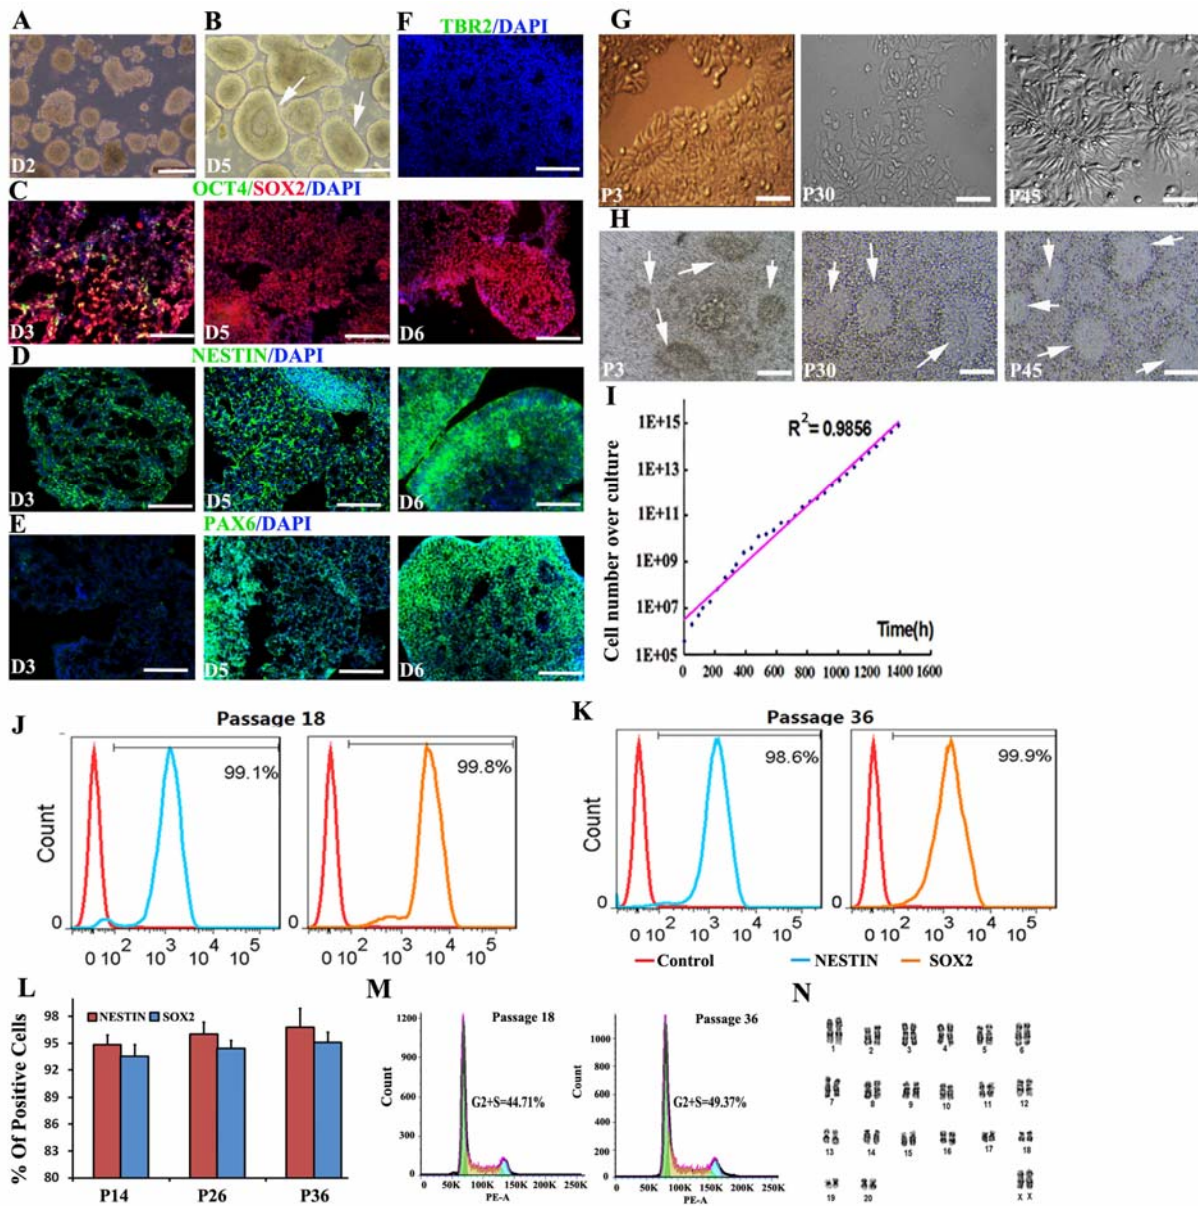 A
B
F
TBR2/DAPI
G
D2
D5
P3
P30
P45
C
OCT4/SOX2/DAPI
H
D3
D5
D6
P3
P30
P45
D
NESTIN/DAPI
D3
D5
D6
I
R2 = 0.9856
1E+15
1E+13
1E+11
1E+09
1E+07
1E+05
Cell number over culture
Time(h)
0 200 400 600 800 1000 1200 1400 1600
E
PAX6/DAPI
D3
D5
D6
J
Passage 18
99.1%
99.8%
Count
0
0
0 102 103 104 105
0 102 103 104 105
K
Passage 36
98.6%
99.9%
Count
0
0
0 102 103 104 105
0 102 103 104 105
Control NESTIN SOX2
L
NESTIN SOX2
% Of Positive Cells
98
95
92
89
86
83
80
P14 P26 P36
M
Passage 18
Count
1200
900
600
300
0
G2+S=44.71%
50K 100K 150K 200K 250K
PE-A
Passage 36
Count
1000
800
600
400
200
0
G2+S=49.37%
50K 100K 150K 200K 250K
PE-A
N
1 2 3 4 5 6
7 8 9 10 11 12
13 14 15 16 17 18
19 20 X X